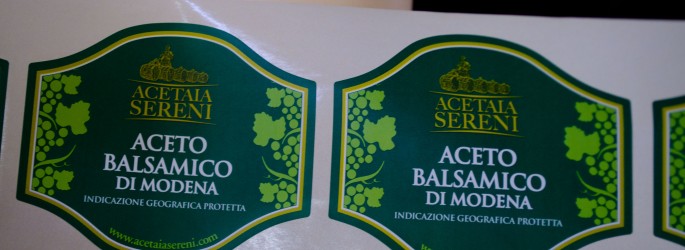 ACETAIA
SERENI
ACETO
BALSAMICO
DI MODENA
INDICAZIONE GEOGRAFICA PROTETTA
www.acetaiasereni.com
ACETAIA
SERENI
ACETO
BALSAMICO
DI MODENA
INDICAZIONE GEOGRAFICA PROTETTA